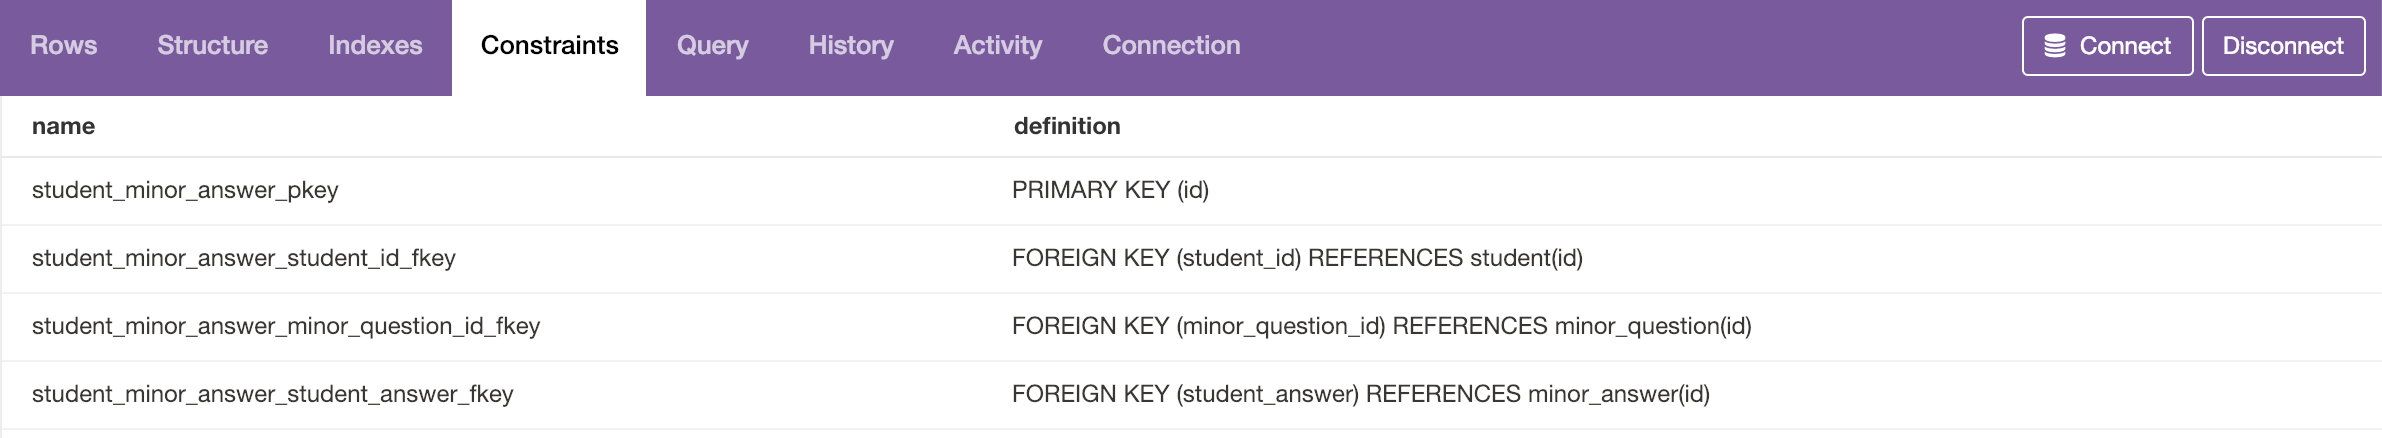 Rows Structure Indexes Constraints Query History Activity Connection Connect Disconnect
name definition
student_minor_answer_pkey PRIMARY KEY (id)
student_minor_answer_student_id_fkey FOREIGN KEY (student_id) REFERENCES student(id)
student_minor_answer_minor_question_id_fkey FOREIGN KEY (minor_question_id) REFERENCES minor_question(id)
student_minor_answer_student_answer_fkey FOREIGN KEY (student_answer) REFERENCES minor_answer(id)